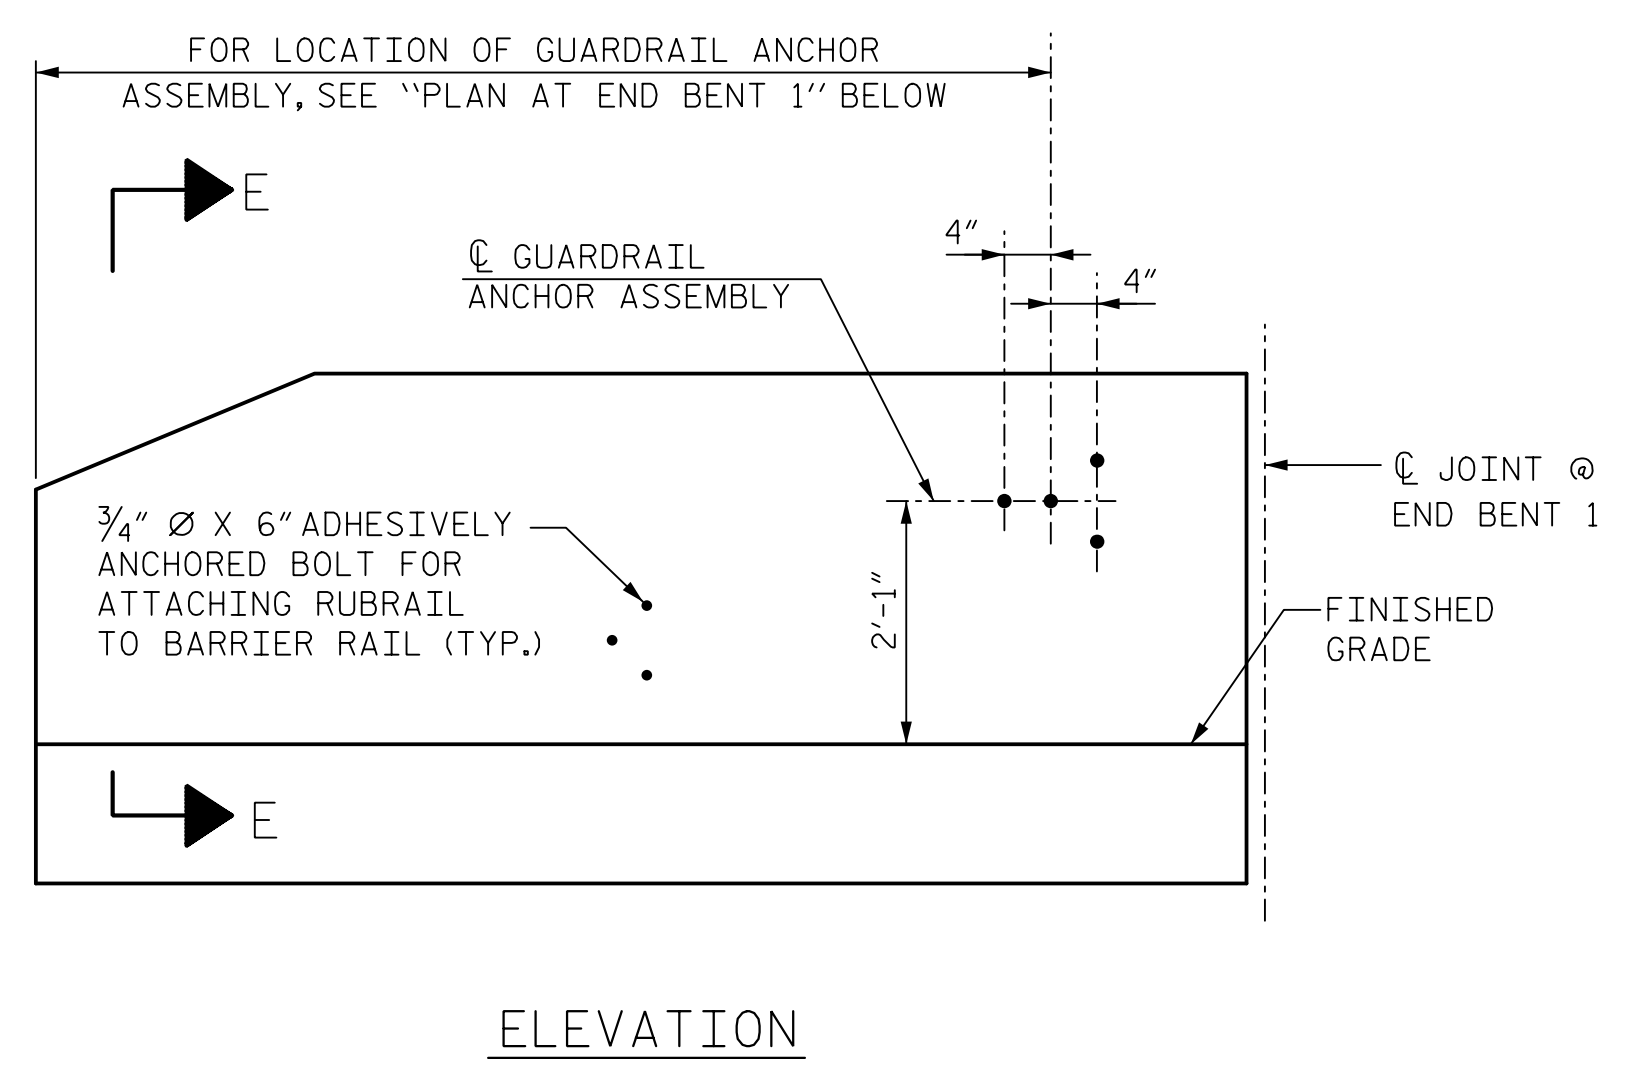 FOR LOCATION OF GUARDRAIL ANCHOR
ASSEMBLY, SEE "PLAN AT END BENT 1" BELOW
E
4"
4"
℄ GUARDRAIL
ANCHOR ASSEMBLY
℄ JOINT @
END BENT 1
3/4" Ø X 6" ADHESIVELY
ANCHORED BOLT FOR
ATTACHING RUBRAIL
TO BARRIER RAIL (TYP.)
2'-1"
FINISHED
GRADE
E
ELEVATION